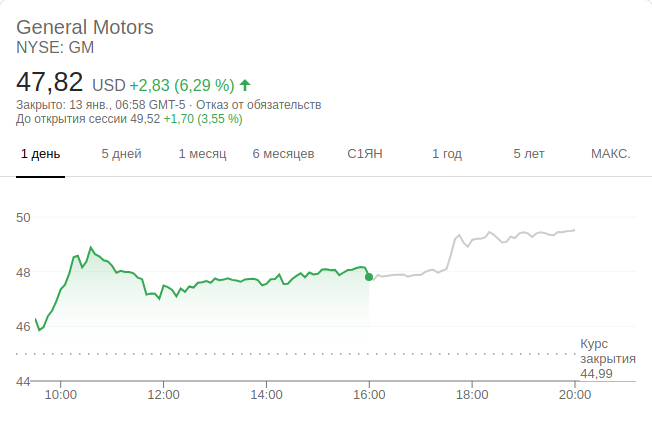 General Motors
NYSE: GM
47,82 USD +2,83 (6,29 %)
Закрыто: 13 янв., 06:58 GMT-5 · Отказ от обязательств
До открытия сессии 49,52 +1,70 (3,55 %)
1 день 5 дней 1 месяц 6 месяцев С1ЯН 1 год 5 лет МАКС.
50
48
46
Курс
закрытия
44,99
44
10:00 12:00 14:00 16:00 18:00 20:00